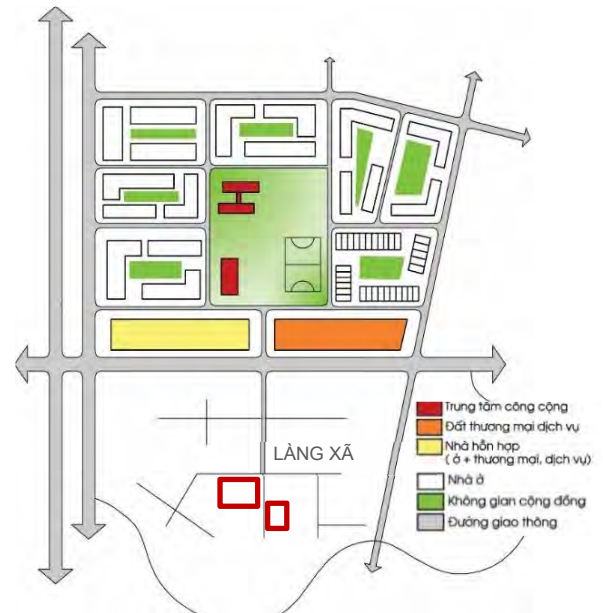 LÀNG XÃ
Trung tâm công cộng
Đất thương mại dịch vụ
Nhà hỗn hợp
( ở + thương mại, dịch vụ)
Nhà ở
Không gian cộng đồng
Đường giao thông